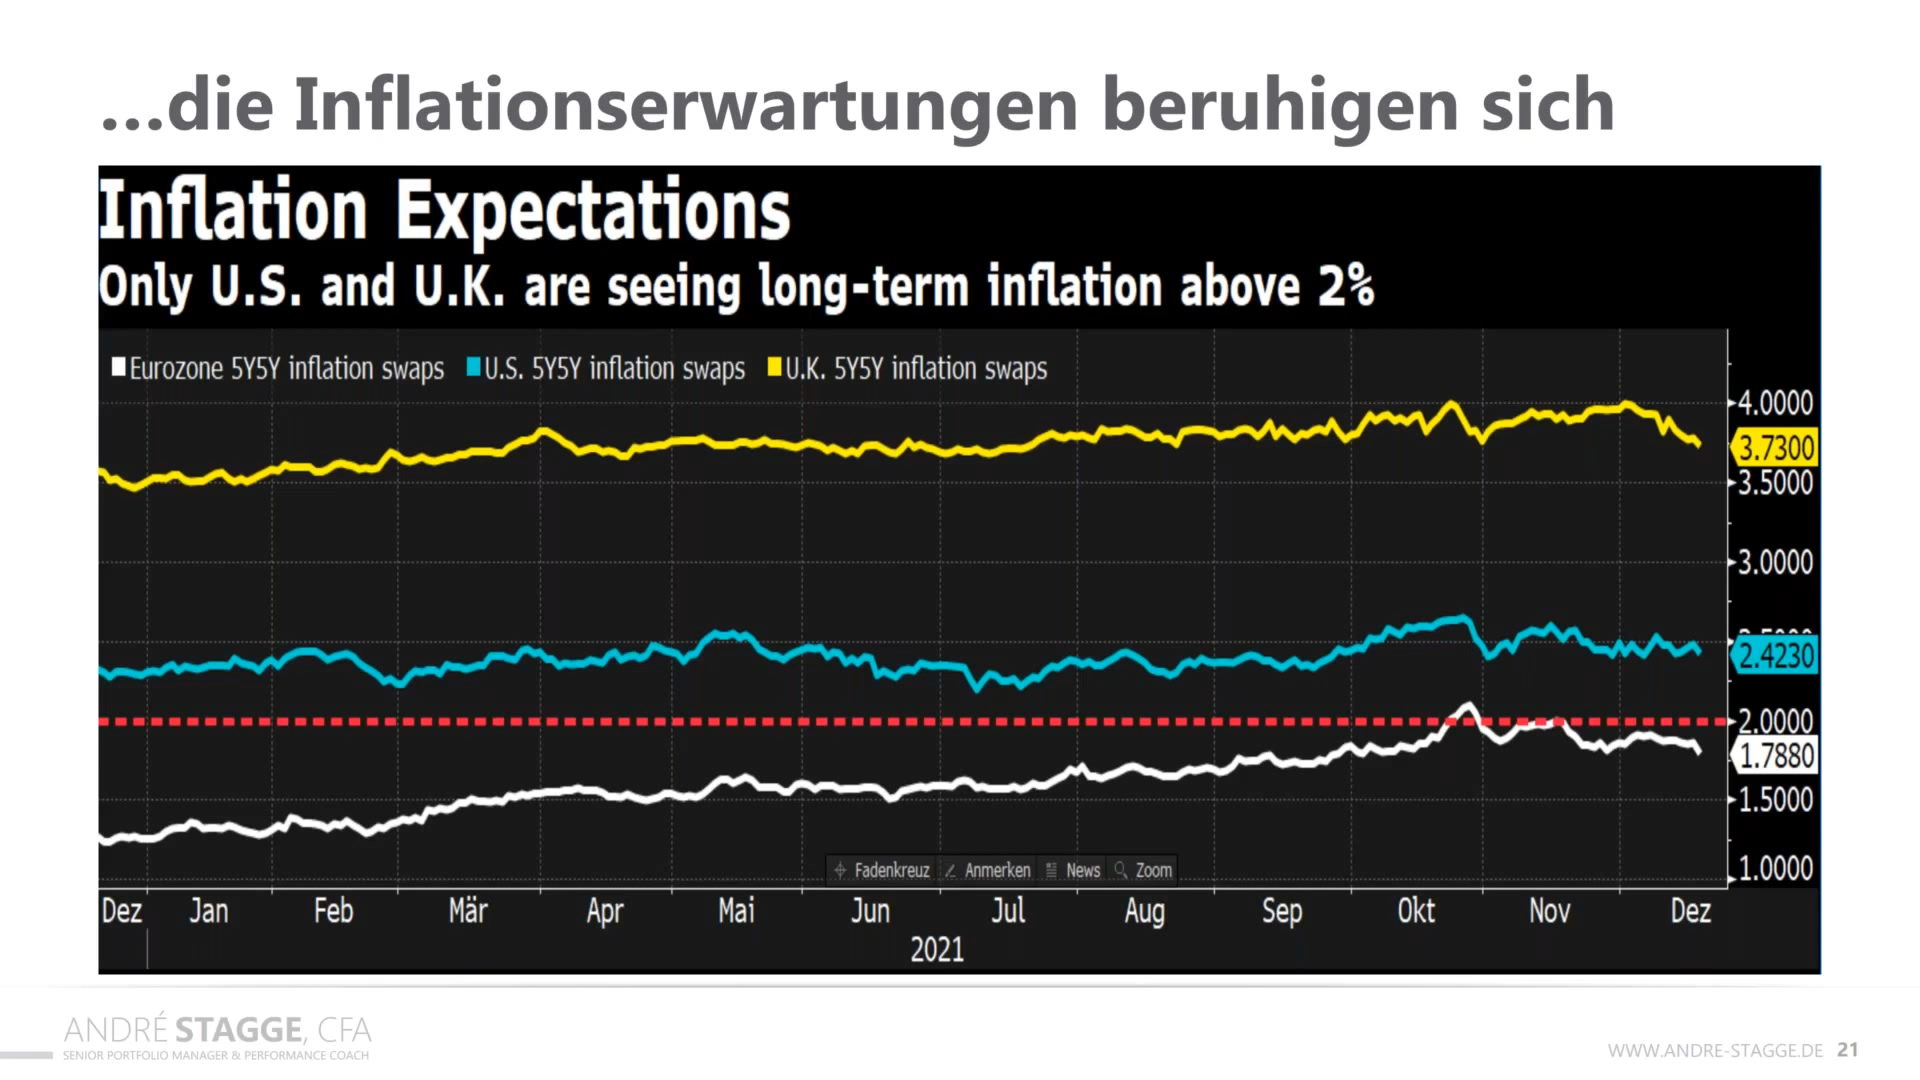 ...die Inflationserwartungen beruhigen sich
Inflation Expectations
Only U.S. and U.K. are seeing long-term inflation above 2%
Eurozone 5Y5Y inflation swaps U.S. 5Y5Y inflation swaps U.K. 5Y5Y inflation swaps
4.0000
3.7300
3.5000
3.0000
2.4230
2.0000
1.7880
1.5000
1.0000
Fadenkreuz Anmerken News Zoom
Dez Jan Feb Mär Apr Mai Jun Jul Aug Sep Okt Nov Dez
2021
ANDRÉ STAGGE, CFA
SENIOR PORTFOLIO MANAGER & PERFORMANCE COACH
WWW.ANDRE-STAGGE.DE 21